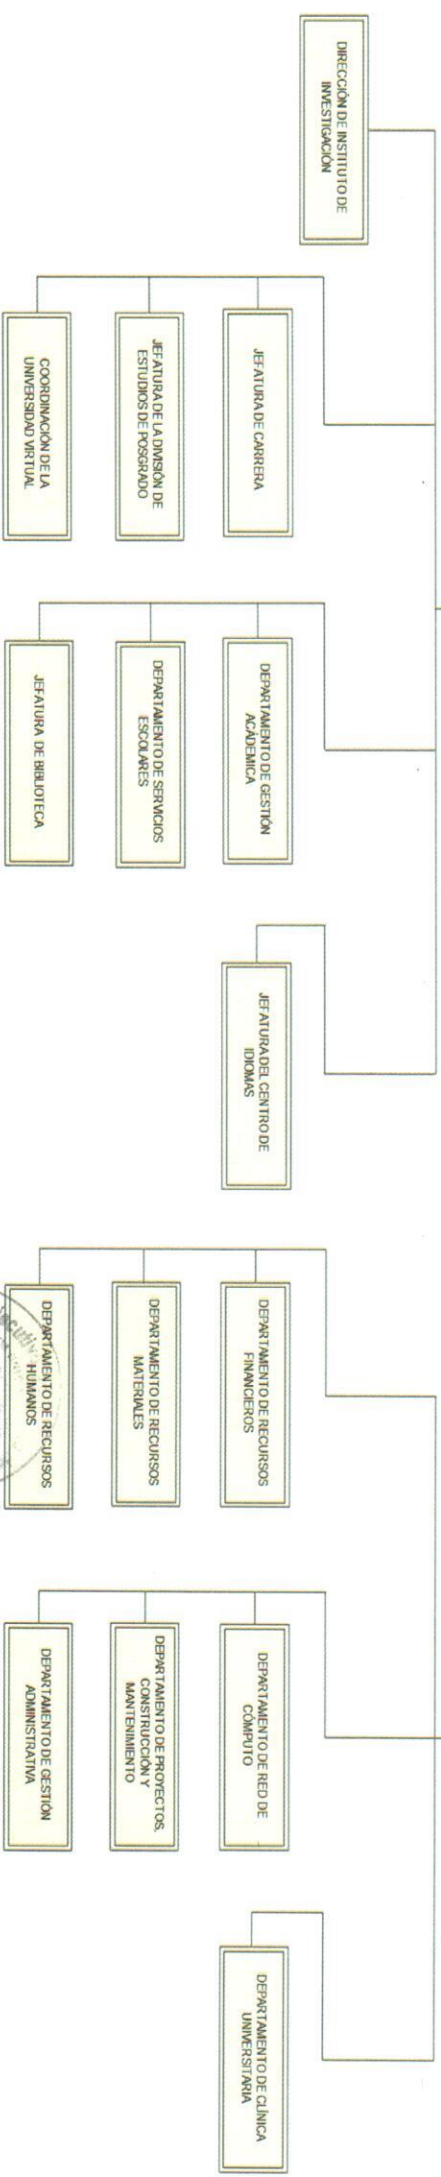 DIRECCIÓN DE INSTITUTO DE
INVESTIGACIÓN
JEFATURA DE CARRERA
JEFATURA DE LA DIVISIÓN DE
ESTUDIOS DE POSGRADO
COORDINACIÓN DE LA
UNIVERSIDAD VIRTUAL
DEPARTAMENTO DE GESTIÓN
ACÁDEMICA
DEPARTAMENTO DE SERVICIOS
ESCOLARES
JEFATURA DE BIBLIOTECA
JEFATURA DEL CENTRO DE
IDIOMAS
DEPARTAMENTO DE RECURSOS
FINANCIEROS
DEPARTAMENTO DE RECURSOS
MATERIALES
DEPARTAMENTO DE RECURSOS
HUMANOS
DEPARTAMENTO DE RED DE
CÓMPUTO
DEPARTAMENTO DE PROYECTOS,
CONSTRUCCIÓN Y
MANTENIMIENTO
DEPARTAMENTO DE GESTIÓN
ADMINISTRATIVA
DEPARTAMENTO DE CLÍNICA
UNIVERSITARIA